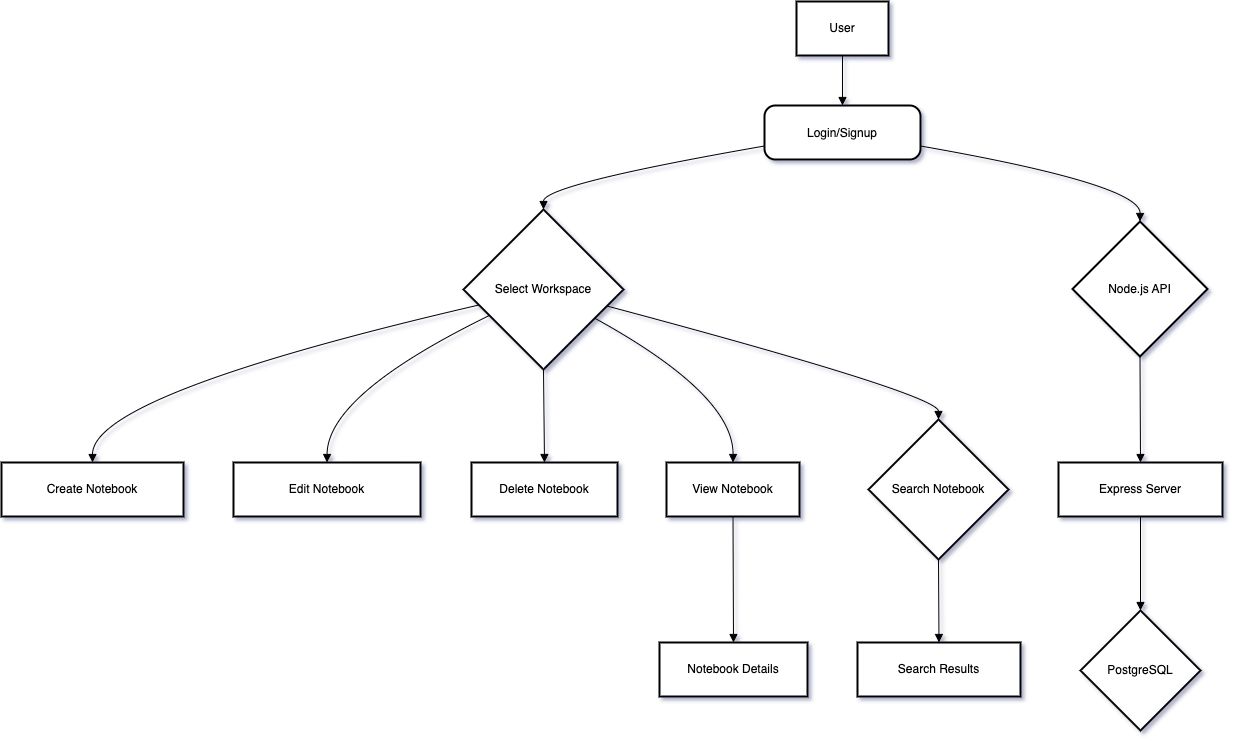 User
Login/Signup
Select Workspace
Node.js API
Create Notebook
Edit Notebook
Delete Notebook
View Notebook
Search Notebook
Express Server
Notebook Details
Search Results
PostgreSQL